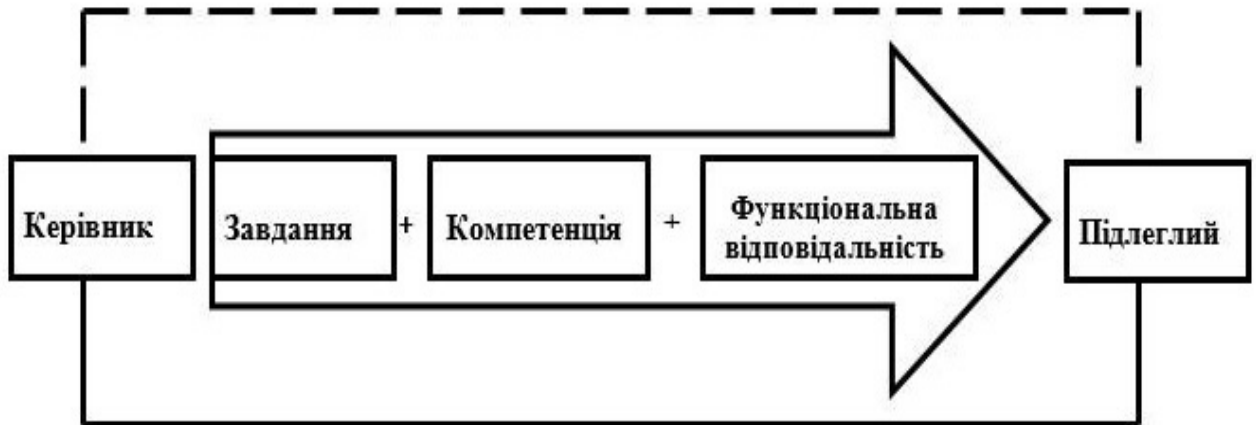 Керівник
Завдання
+
Компетенція
+
Функціональна
відповідальність
Підлеглий